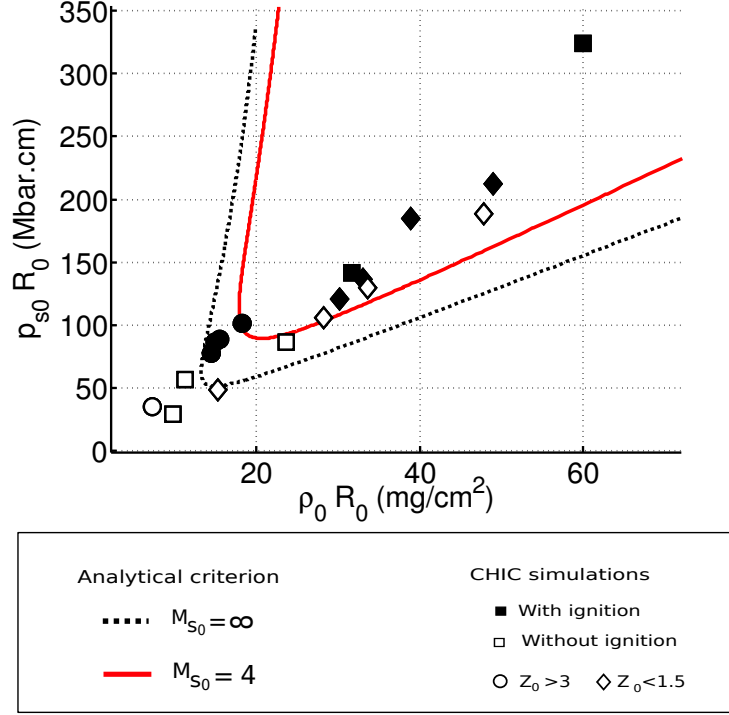 350
300
250
200
150
100
50
0
p_s0 R_0 (Mbar.cm)
20 40 60
ρ_0 R_0 (mg/cm²)
Analytical criterion
M_S0 = ∞
M_S0 = 4
CHIC simulations
With ignition
Without ignition
Z_0 >3 Z_0 <1.5